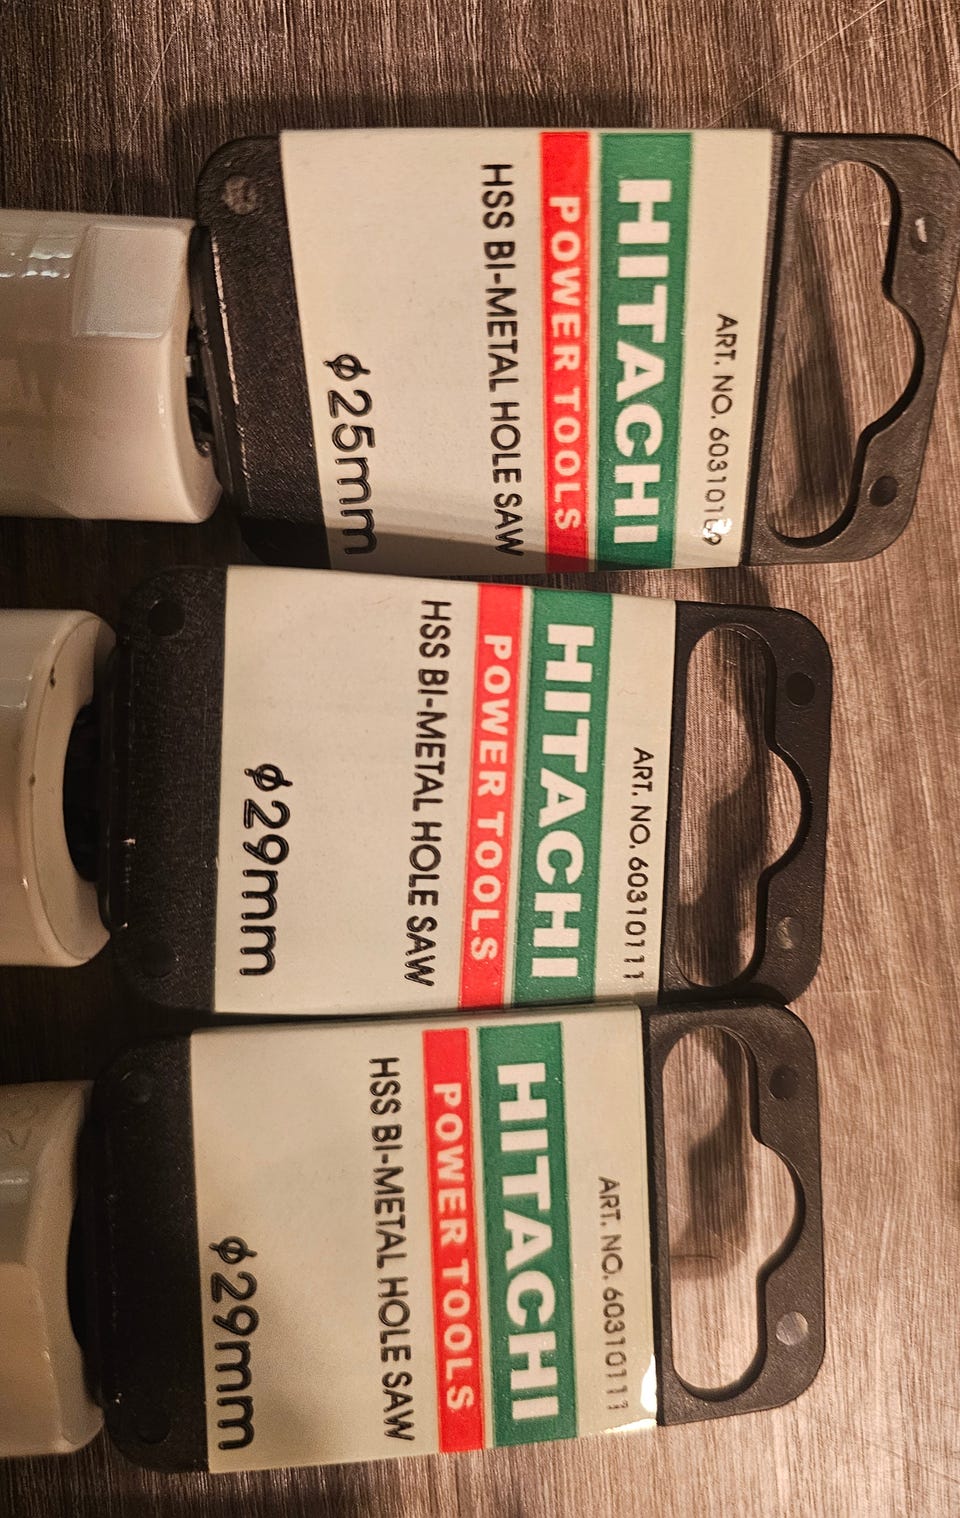 ART. NO. 60310109
HITACHI
POWER TOOLS
HSS BI-METAL HOLE SAW
ϕ25mm
ART. NO. 60310111
HITACHI
POWER TOOLS
HSS BI-METAL HOLE SAW
ϕ29mm
ART. NO. 60310111
HITACHI
POWER TOOLS
HSS BI-METAL HOLE SAW
ϕ29mm